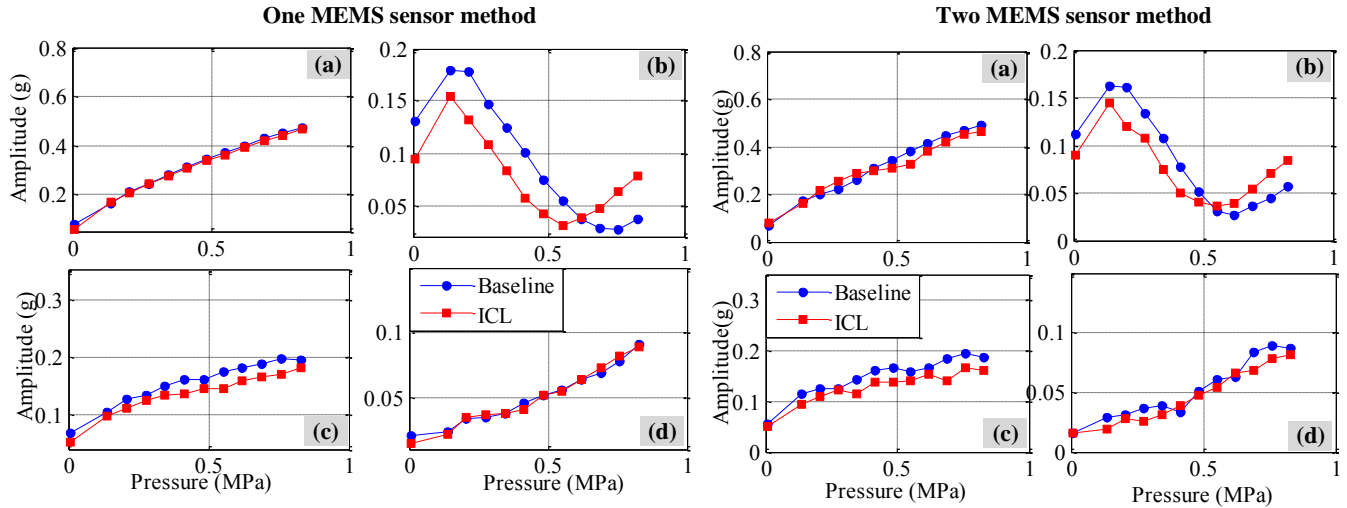 One MEMS sensor method
Two MEMS sensor method
0.8
0.6
0.4
0.2
0
0.5
1
Amplitude (g)
(a)
0.2
0.15
0.1
0.05
0
0.5
1
(b)
0.8
0.6
0.4
0.2
0
0
0.5
1
Amplitude(g)
(a)
0.2
0.15
0.1
0.05
0
0
0.5
1
(b)
0.3
0.2
0.1
0
0.5
1
Amplitude (g)
Pressure (MPa)
(c)
Baseline
ICL
0.1
0.05
0
0.5
1
(d)
0.3
0.2
0.1
0
0
0.5
1
Amplitude(g)
Pressure (MPa)
Baseline
ICL
(c)
0.1
0.05
0
0
0.5
1
(d)